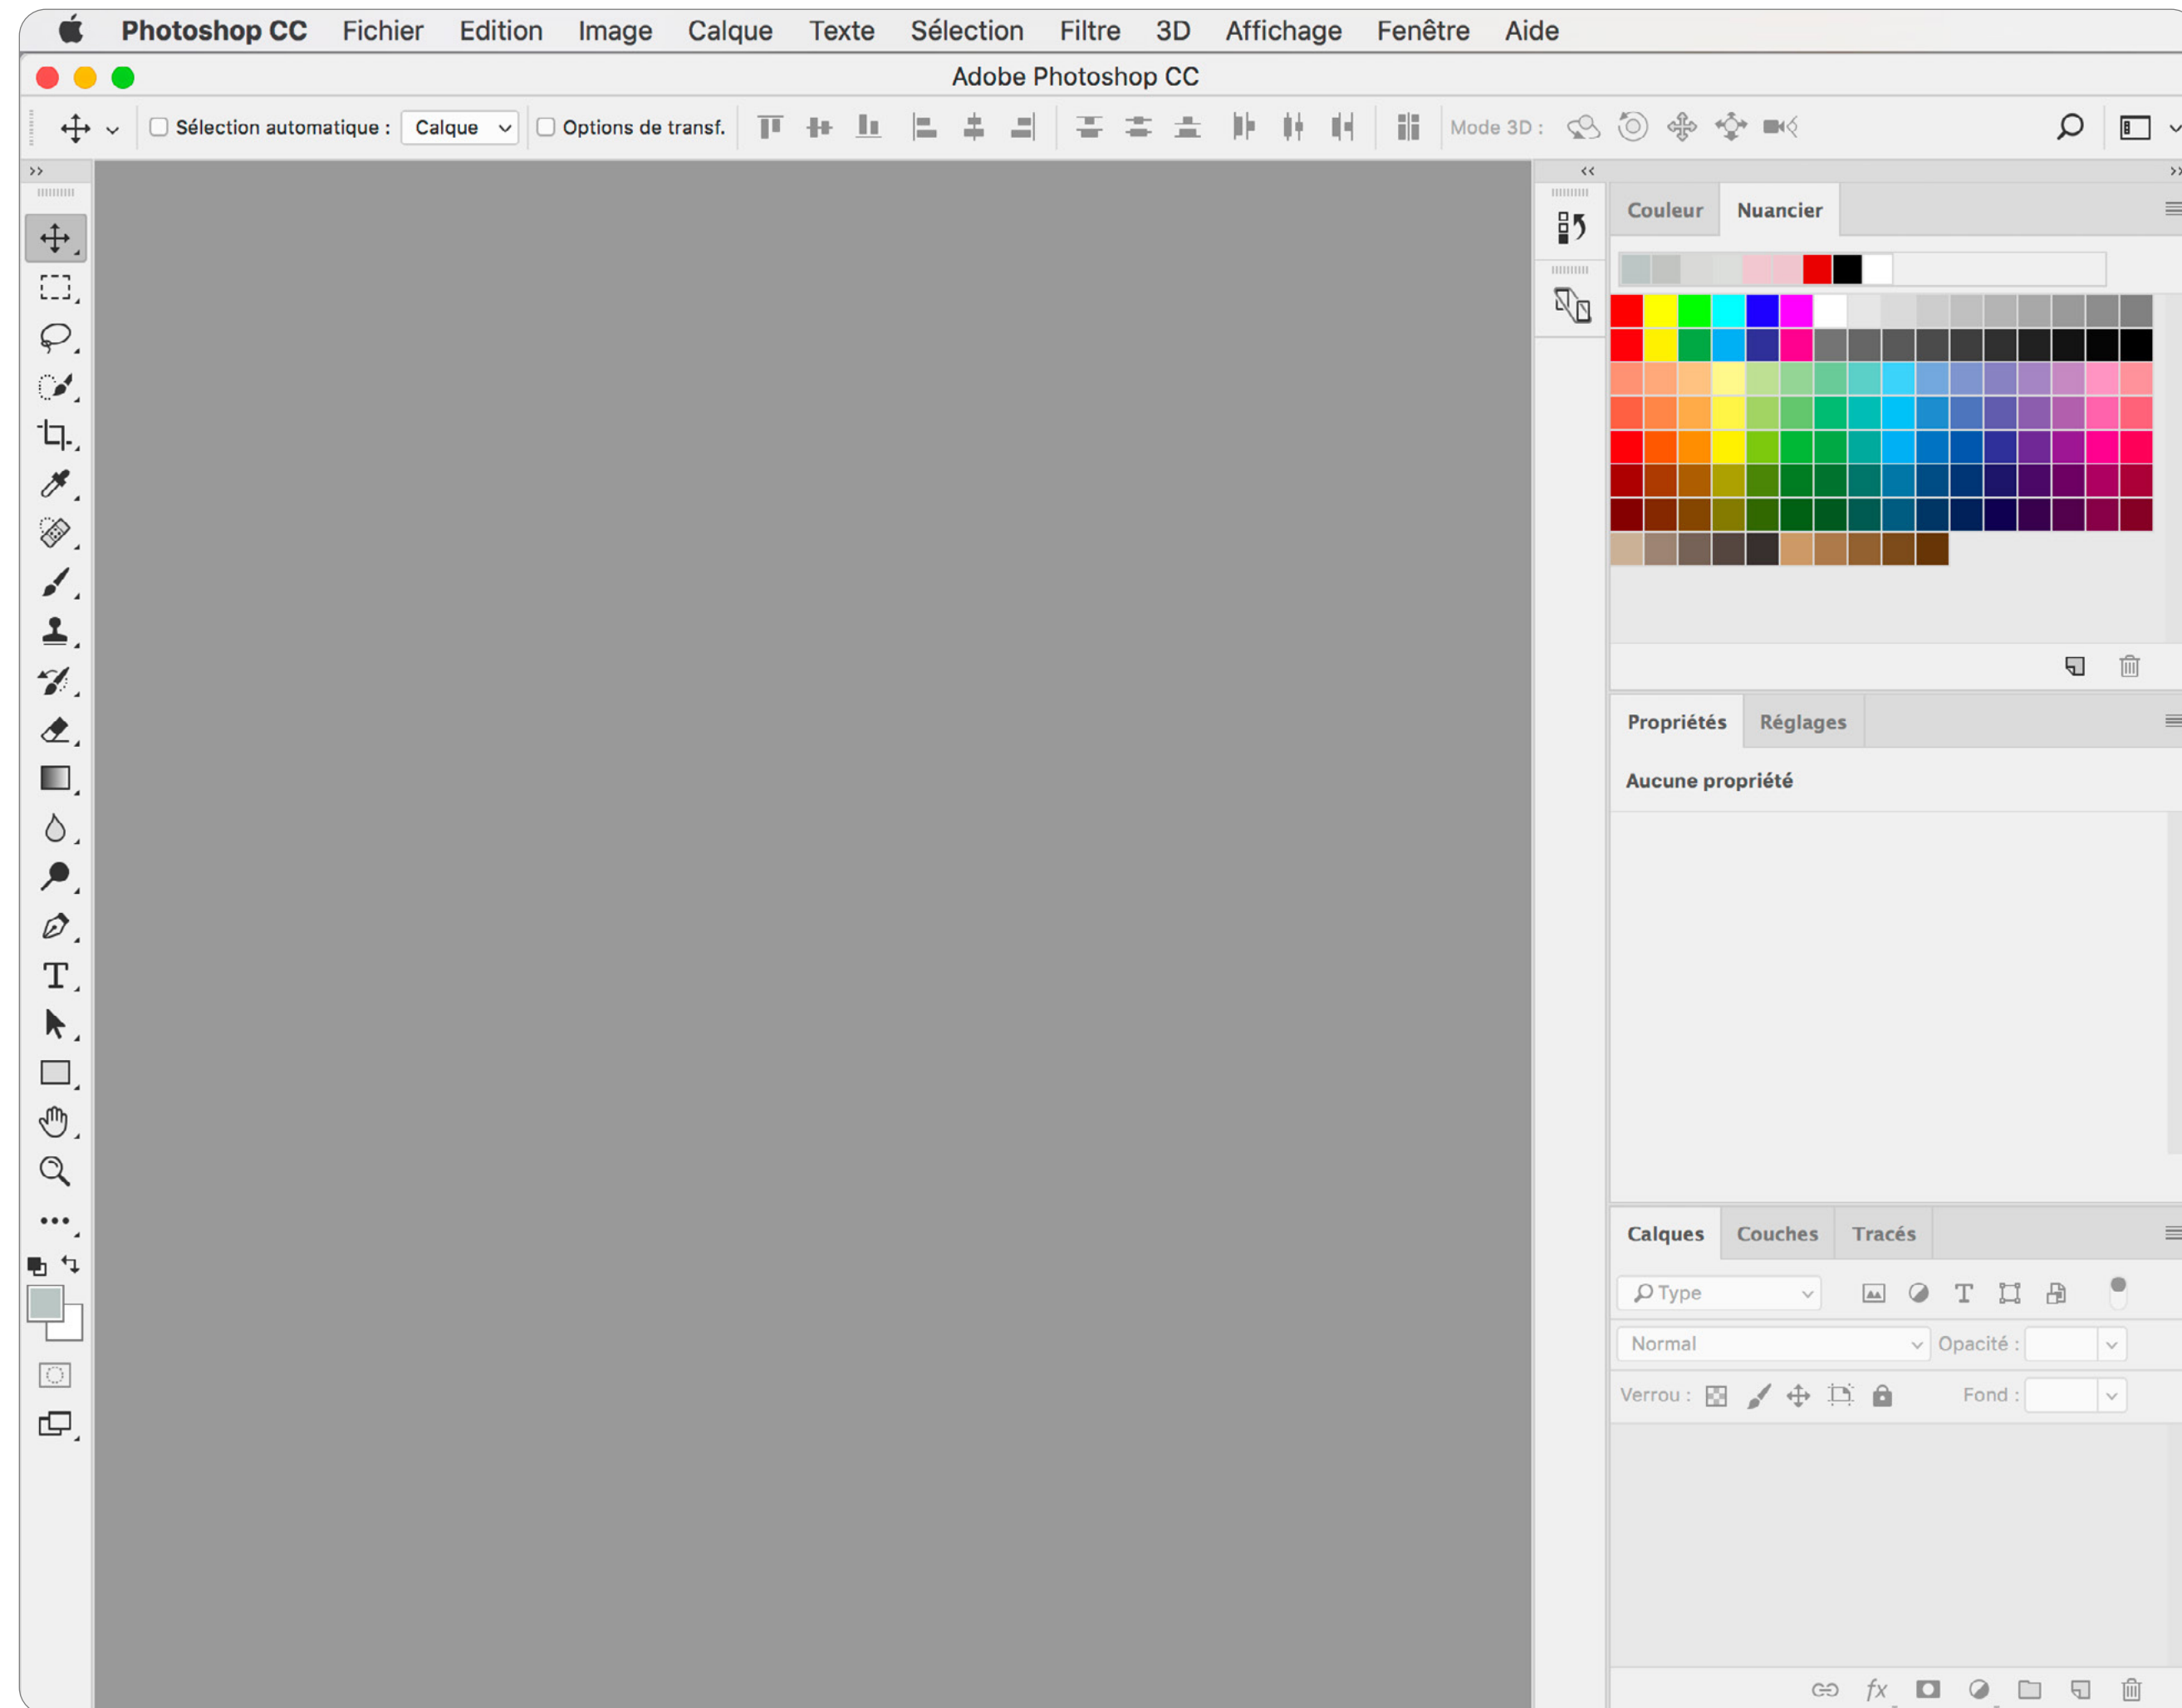 Photoshop CC Fichier Edition Image Calque Texte Sélection Filtre 3D Affichage Fenêtre Aide
Adobe Photoshop CC
Sélection automatique : Calque Options de transf. Mode 3D :
Couleur Nuancier
Propriétés Réglages
Aucune propriété
Calques Couches Tracés
Type
Normal Opacité :
Verrou : Fond :
fx